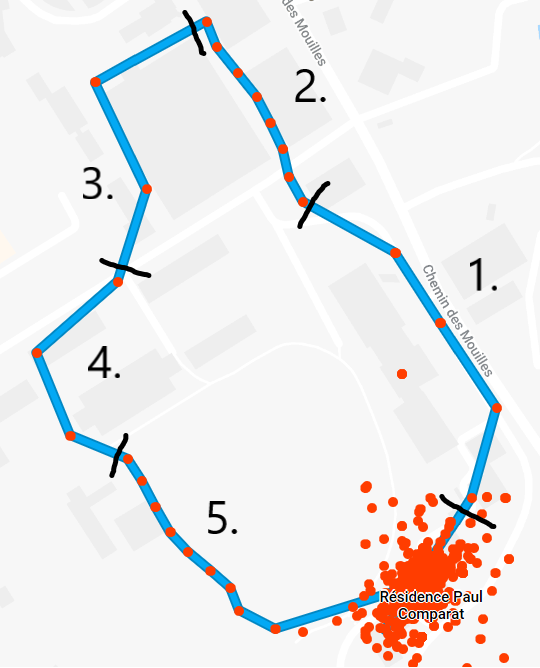 des Mouilles
2.
3.
1.
Chemin des Mouilles
4.
5.
Résidence Paul
Comparat